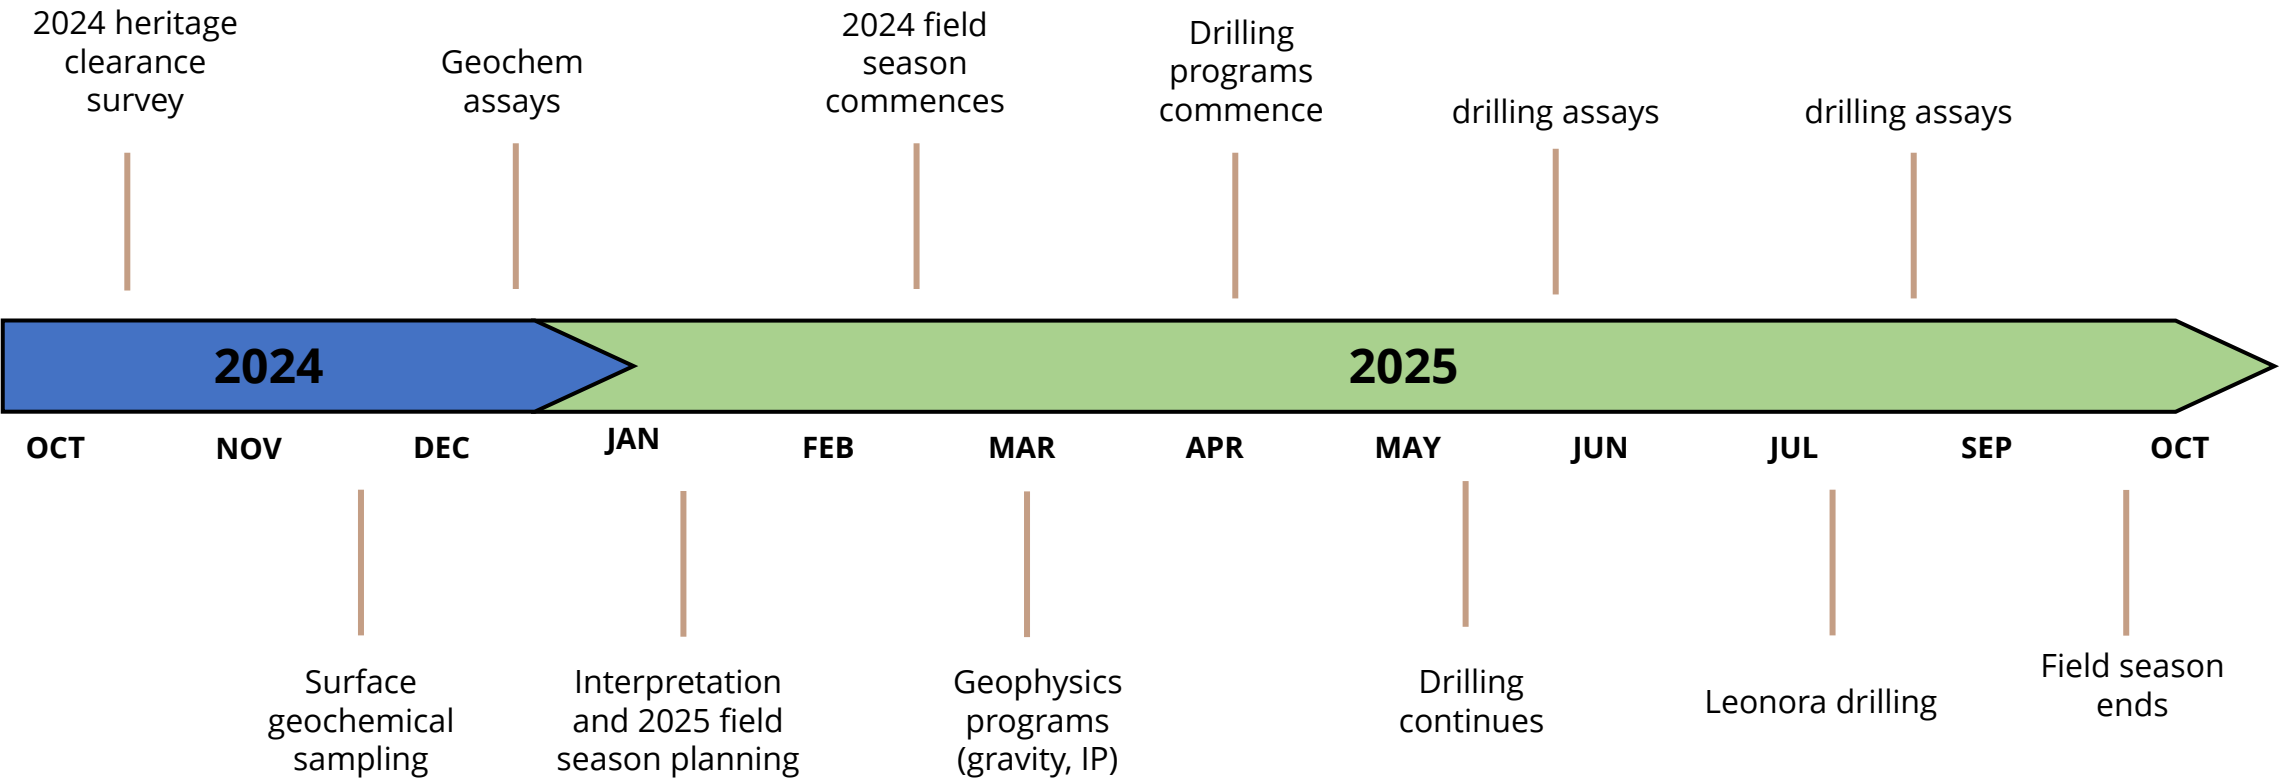 2024 heritage
clearance
survey
Geochem
assays
2024 field
season
commences
Drilling
programs
commence
drilling assays
drilling assays
2024
2025
OCT
NOV
DEC
JAN
FEB
MAR
APR
MAY
JUN
JUL
SEP
OCT
Surface
geochemical
sampling
Interpretation
and 2025 field
season planning
Geophysics
programs
(gravity, IP)
Drilling
continues
Leonora drilling
Field season
ends